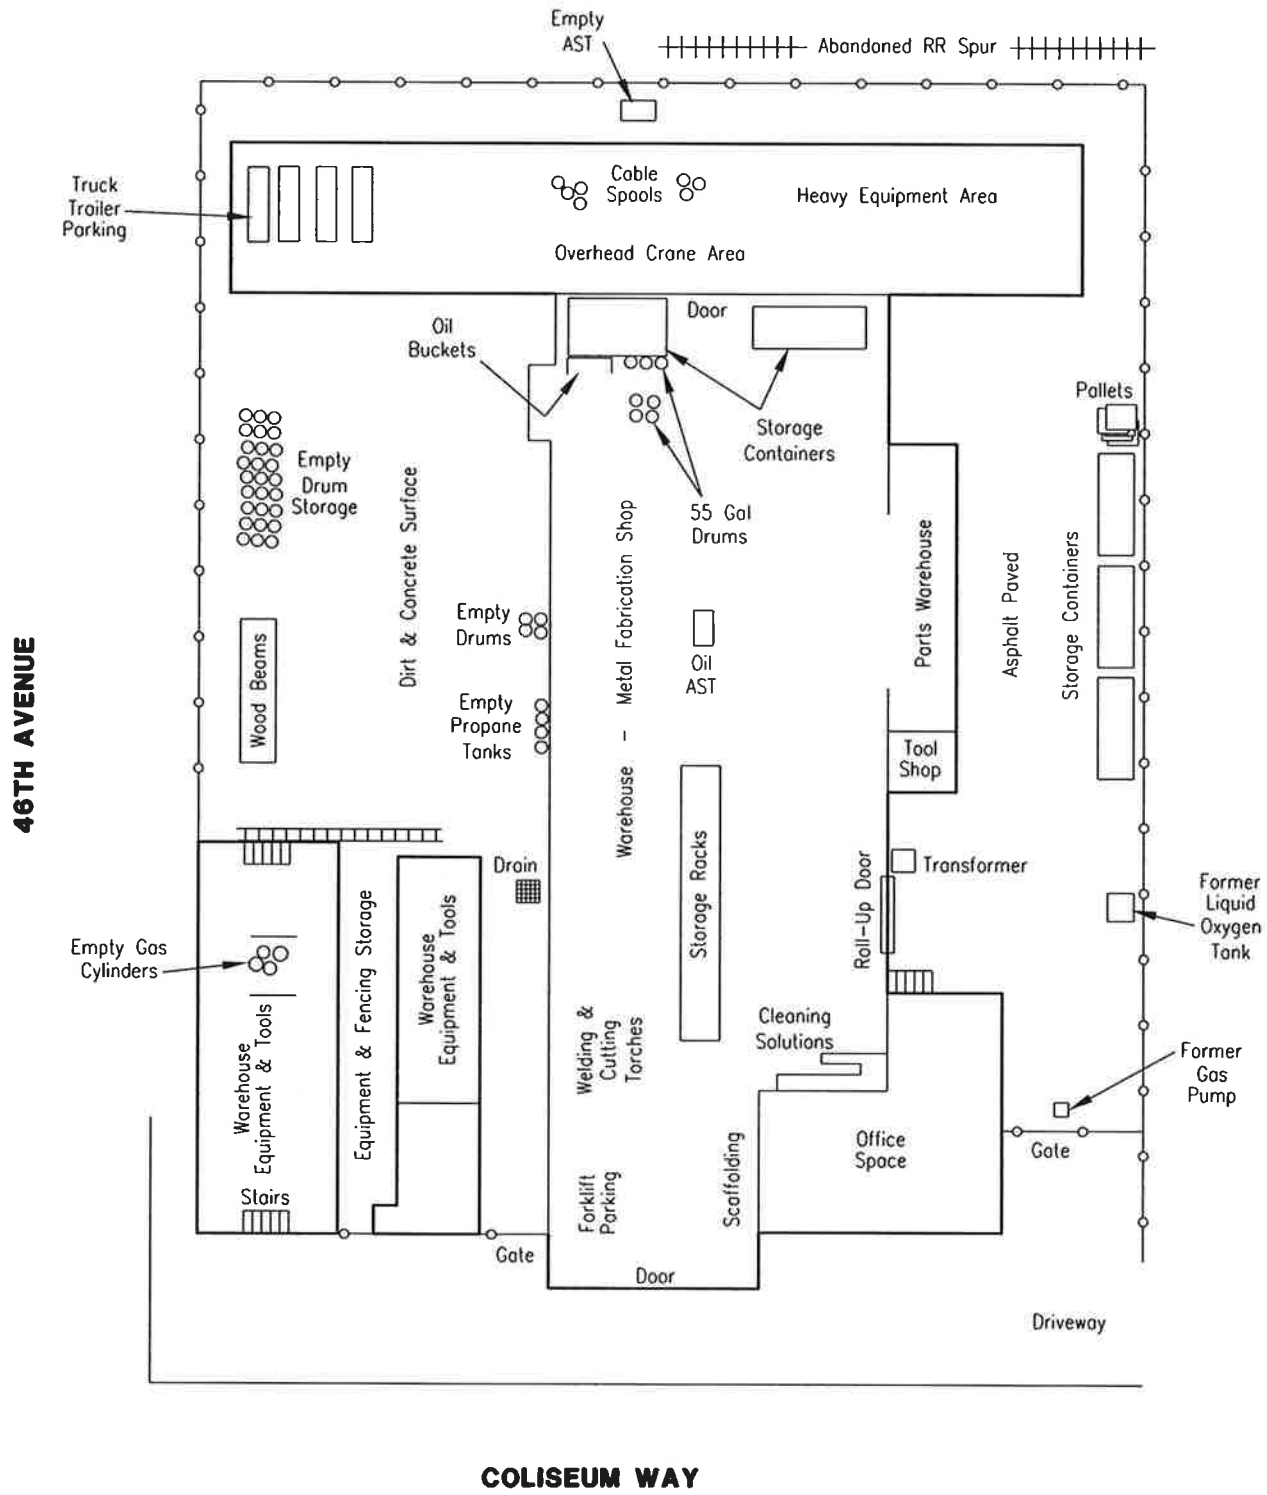 Empty
AST
Abandoned RR Spur
Truck
Trailer
Parking
Cable
Spools
Heavy Equipment Area
Overhead Crane Area
Oil
Buckets
Door
Storage
Containers
Pallets
Empty
Drum
Storage
55 Gal
Drums
Dirt & Concrete Surface
Warehouse - Metal Fabrication Shop
Parts Warehouse
Asphalt Paved
Storage Containers
Empty
Drums
Oil
AST
Wood Beams
Empty
Propane
Tanks
Tool
Shop
46TH AVENUE
Drain
Storage Racks
Roll-Up Door
Transformer
Former
Liquid
Oxygen
Tank
Empty Gas
Cylinders
Equipment & Fencing Storage
Warehouse
Equipment & Tools
Warehouse
Equipment & Tools
Welding &
Cutting
Torches
Cleaning
Solutions
Former
Gas
Pump
Office
Space
Gate
Stairs
Forklift
Parking
Scaffolding
Gate
Door
Driveway
COLISEUM WAY